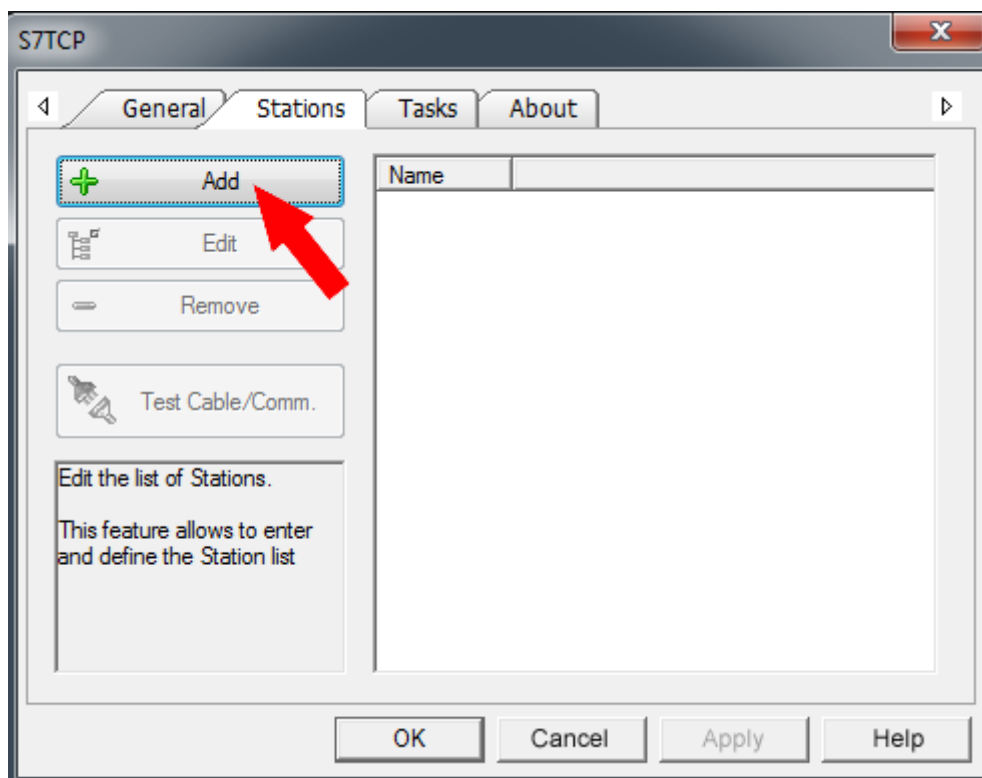 S7TCP
General
Stations
Tasks
About
Add
Edit
Remove
Test Cable/Comm.
Edit the list of Stations.
This feature allows to enter
and define the Station list
Name
OK
Cancel
Apply
Help